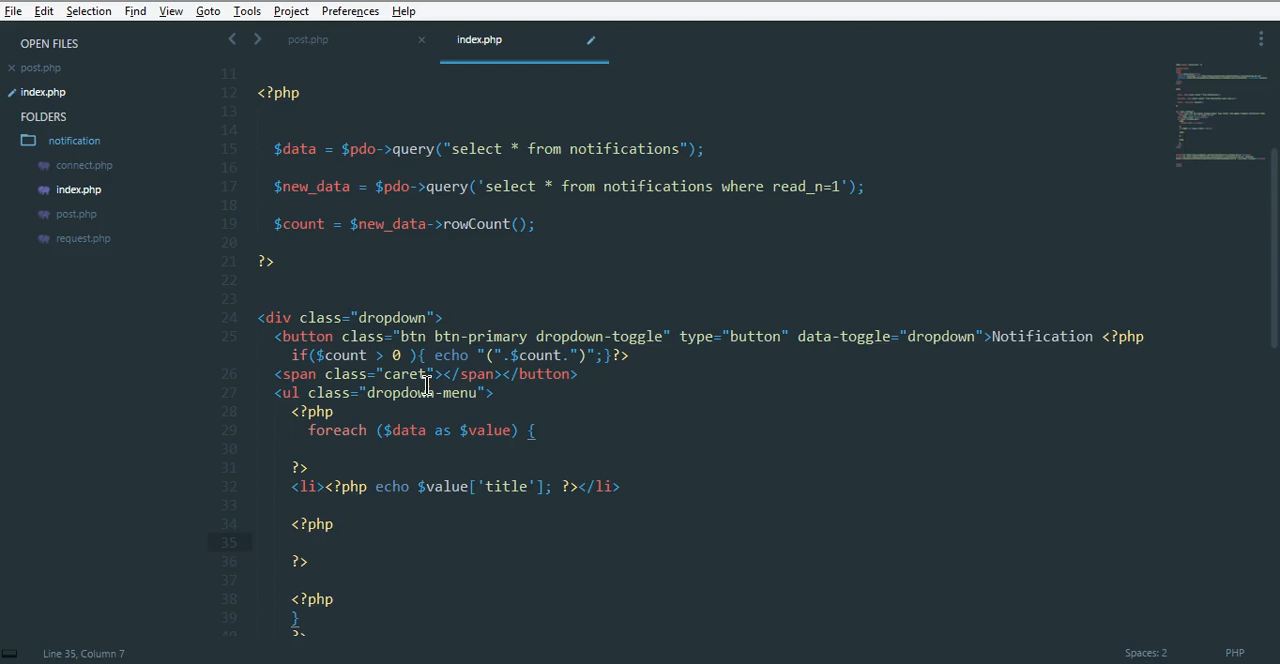 File Edit Selection Find View Goto Tools Project Preferences Help
OPEN FILES
post.php
index.php
FOLDERS
notification
connect.php
index.php
post.php
request.php
post.php index.php
11
12 <?php
13
14
15 $data = $pdo->query("select * from notifications");
16
17 $new_data = $pdo->query('select * from notifications where read_n=1');
18
19 $count = $new_data->rowCount();
20
21 ?>
22
23
24 <div class="dropdown">
25 <button class="btn btn-primary dropdown-toggle" type="button" data-toggle="dropdown">Notification <?php
if($count > 0 ){ echo "(".$count.")";}?>
26 <span class="caret"></span></button>
27 <ul class="dropdown-menu">
28 <?php
29 foreach ($data as $value) {
30
31 ?>
32 <li><?php echo $value['title']; ?></li>
33
34 <?php
35
36 ?>
37
38 <?php
39 }
40 ?>
Line 35, Column 7 Spaces: 2 PHP